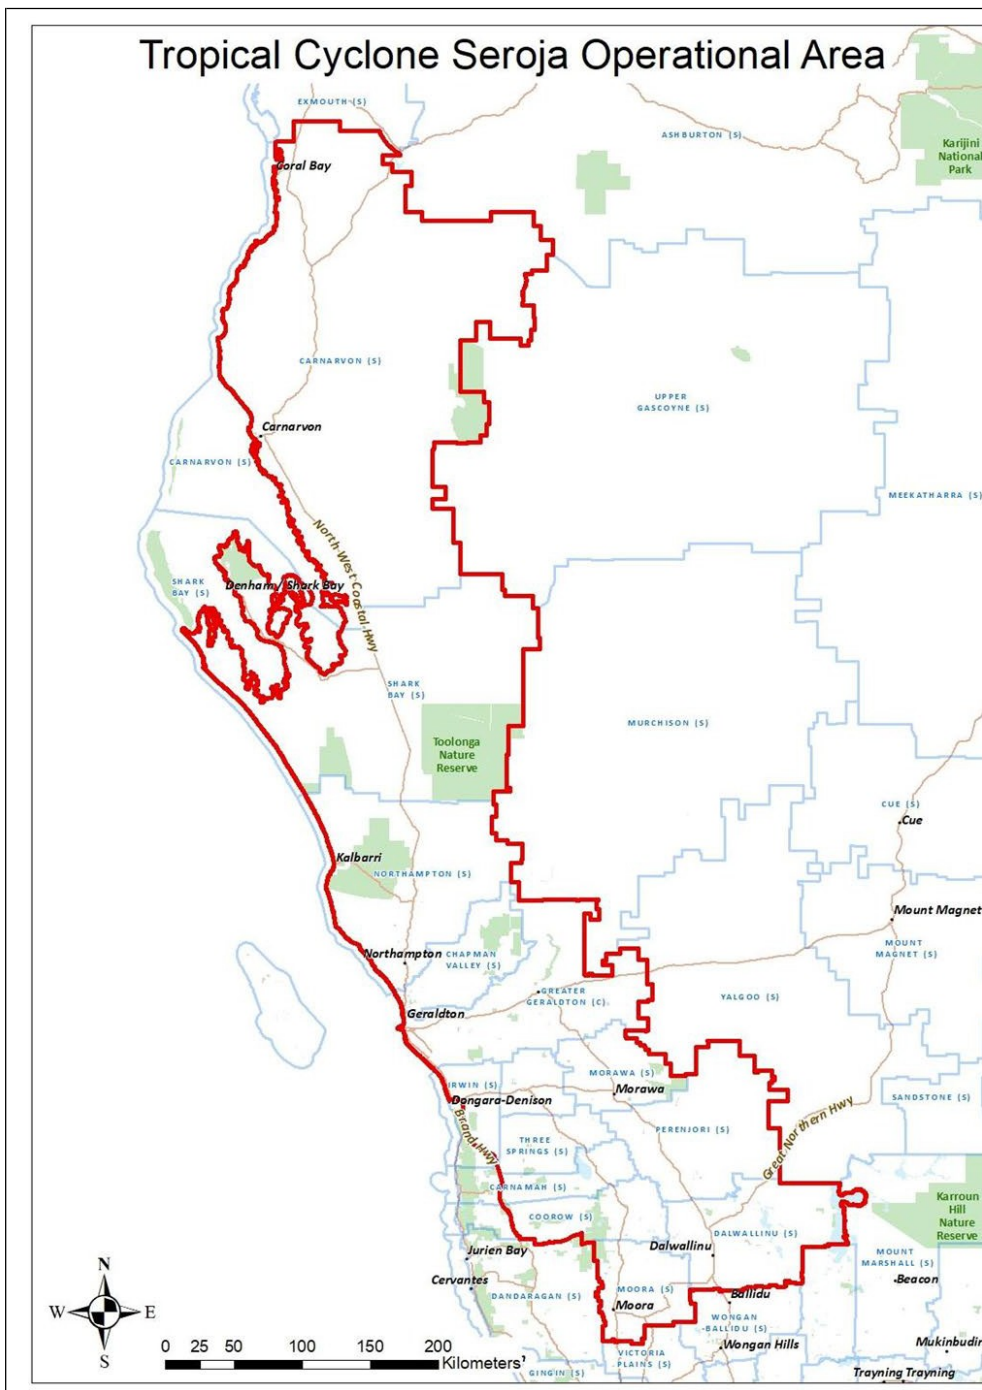 Tropical Cyclone Seroja Operational Area
EXMOUTH (S)
ASHBURTON (S)
Karijini
National
Park
Coral Bay
CARNARVON (S)
UPPER
GASCOYNE (S)
Carnarvon
CARNARVON (S)
MEEKATHARRA (S)
North West Coastal Hwy
SHARK
BAY (S)
Denham / Shark Bay
SHARK
BAY (S)
MURCHISON (S)
Toolonga
Nature
Reserve
CUE (S)
Cue
Kalbarri
NORTHAMPTON (S)
Mount Magnet
Northampton
CHAPMAN
VALLEY (S)
MOUNT
MAGNET (S)
GREATER
GERALDTON (C)
YALGOO (S)
Geraldton
MORAWA (S)
IRWIN (S)
Morawa
Dongara-Denison
SANDSTONE (S)
Brand Hwy
PERENJORI (S)
Great Northern Hwy
THREE
SPRINGS (S)
CARNAMAH (S)
Karroun
Hill
Nature
Reserve
COOROW (S)
DALWALLINU (S)
Jurien Bay
Dalwallinu
MOUNT
MARSHALL (S)
Cervantes
Beacon
DANDARAGAN (S)
MOORA (S)
Ballidu
Moora
WONGAN
-BALLIDU (S)
Wongan Hills
Mukinbudin
VICTORIA
PLAINS (S)
GINGIN (S)
Trayning Trayning
N
W
E
S
0 25 50 100 150 200
Kilometers